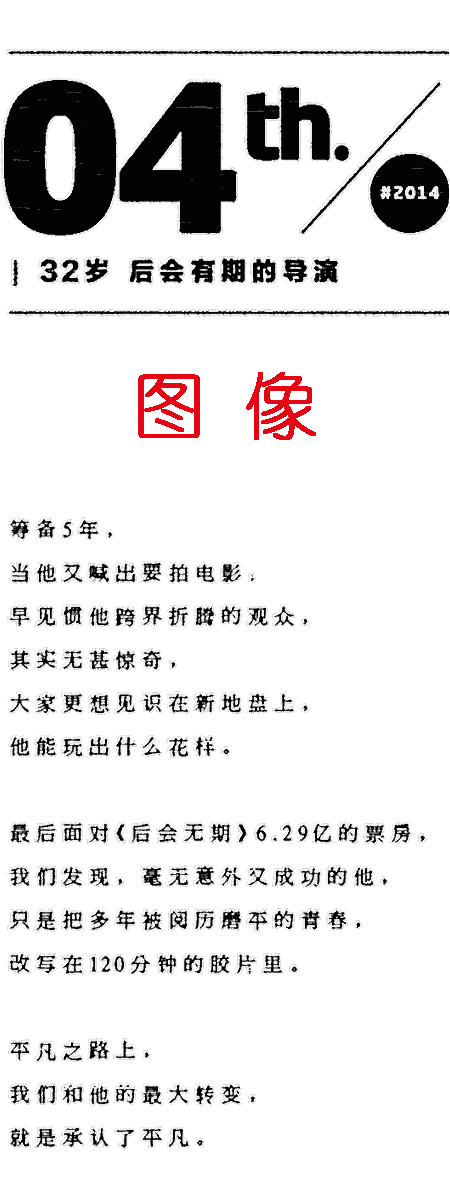 04th.
#2014
| 32岁 后会有期的导演
图 像
筹备5年，
当他又喊出要拍电影，
早见惯他跨界折腾的观众，
其实无甚惊奇，
大家更想见识在新地盘上，
他能玩出什么花样。
最后面对《后会无期》6.29亿的票房，
我们发现，毫无意外又成功的他，
只是把多年被阅历磨平的青春，
改写在120分钟的胶片里。
平凡之路上，
我们和他的最大转变，
就是承认了平凡。